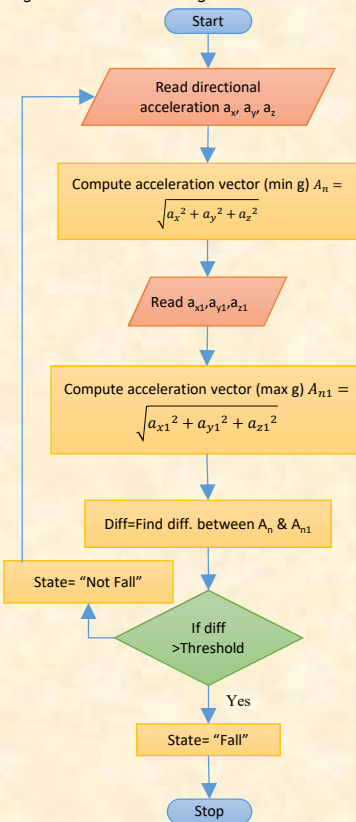 Start
Read directional
acceleration aₓ, aᵧ, a_z
Compute acceleration vector (min g) Aₙ =
√(aₓ² + aᵧ² + a_z²)
Read aₓ₁,aᵧ₁,a_z₁
Compute acceleration vector (max g) Aₙ₁ =
√(aₓ₁² + aᵧ₁² + a_z₁²)
Diff=Find diff. between Aₙ & Aₙ₁
State= “Not Fall”
If diff
>Threshold
Yes
State= “Fall”
Stop